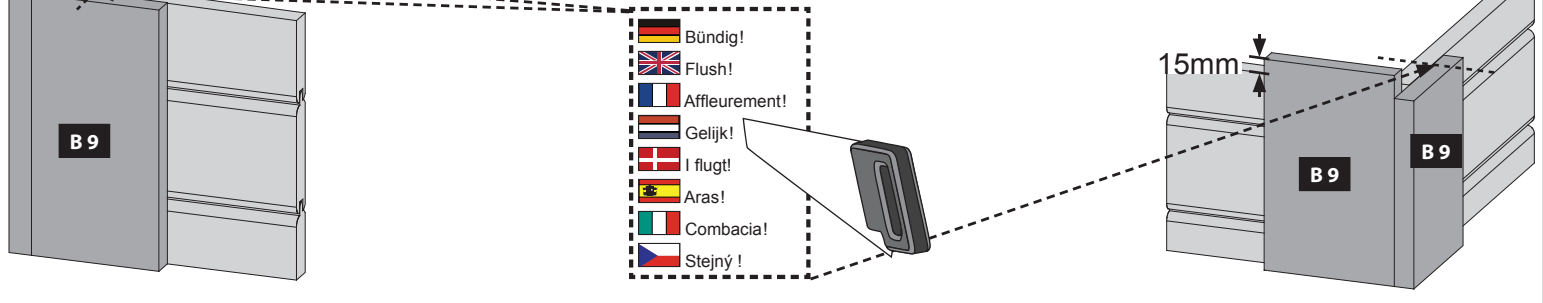 B 9
Bündig!
Flush!
Affleurement!
Gelijk!
I flugt!
Aras!
Combacia!
Stejný !
15mm
B 9
B 9